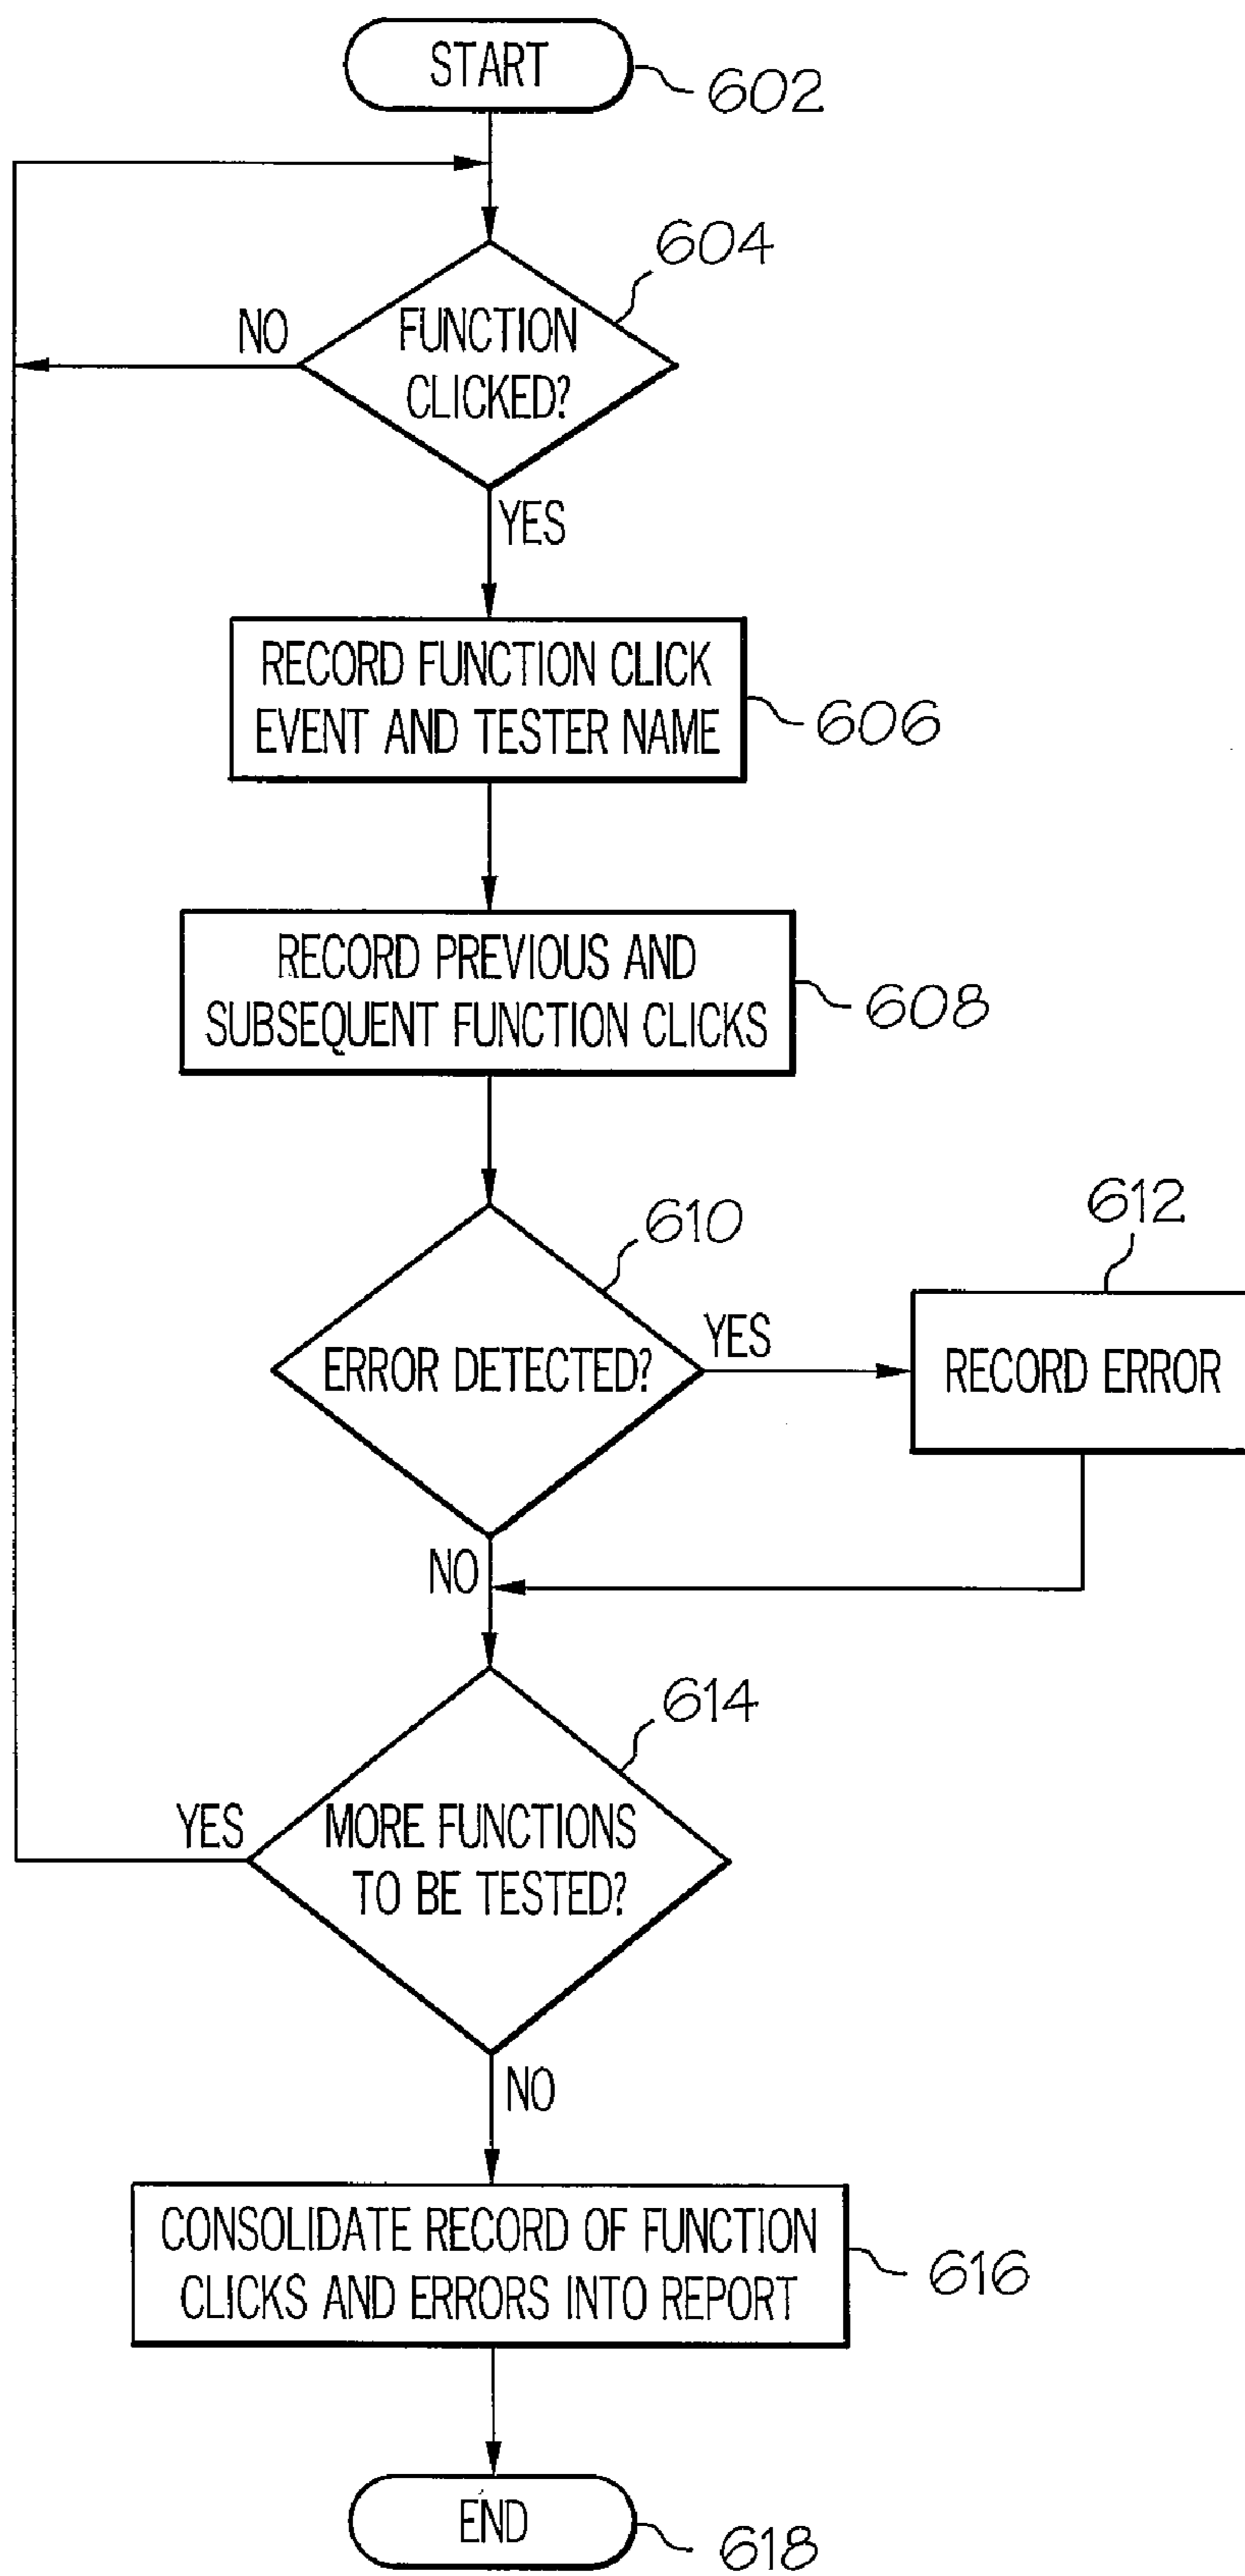 START
602
604
NO
FUNCTION
CLICKED?
YES
RECORD FUNCTION CLICK
EVENT AND TESTER NAME
606
RECORD PREVIOUS AND
SUBSEQUENT FUNCTION CLICKS
608
610
612
ERROR DETECTED?
YES
RECORD ERROR
NO
614
YES
MORE FUNCTIONS
TO BE TESTED?
NO
CONSOLIDATE RECORD OF FUNCTION
CLICKS AND ERRORS INTO REPORT
616
END
618